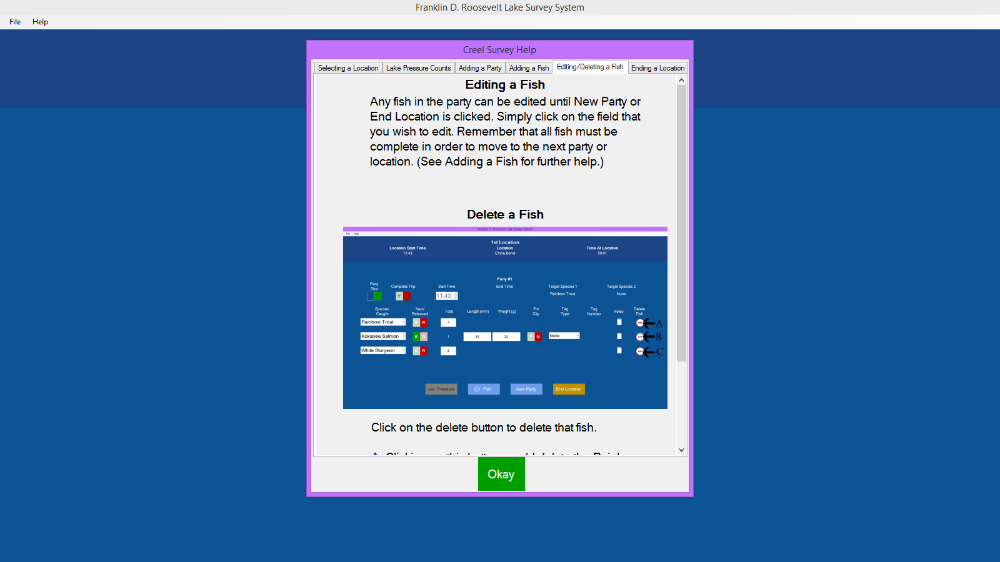 Franklin D. Roosevelt Lake Survey System
File Help
Creel Survey Help
Selecting a Location Lake Pressure Counts Adding a Party Adding a Fish Editing/Deleting a Fish Ending a Location
Editing a Fish
Any fish in the party can be edited until New Party or
End Location is clicked. Simply click on the field that
you wish to edit. Remember that all fish must be
complete in order to move to the next party or
location. (See Adding a Fish for further help.)
Delete a Fish
Franklin D. Roosevelt Lake Survey System
File Help
1st Location
Location Start Time Location Time At Location
11:43 China Bend 00:01
Party #1
Party Size Complete Trip Start Time End Time Target Species 1 Target Species 2
Y 11:43 Rainbow Trout None
Species Caught Kept/ Released Total Length (mm) Weight (g) Fin Clip Tag Type Tag Number Notes Delete Fish
Rainbow Trout K R 7 A
Kokanee Salmon K R 1 45 25 Y N None B
White Sturgeon K R 4 C
Loc. Pressure Fish New Party End Location
Click on the delete button to delete that fish.
Okay